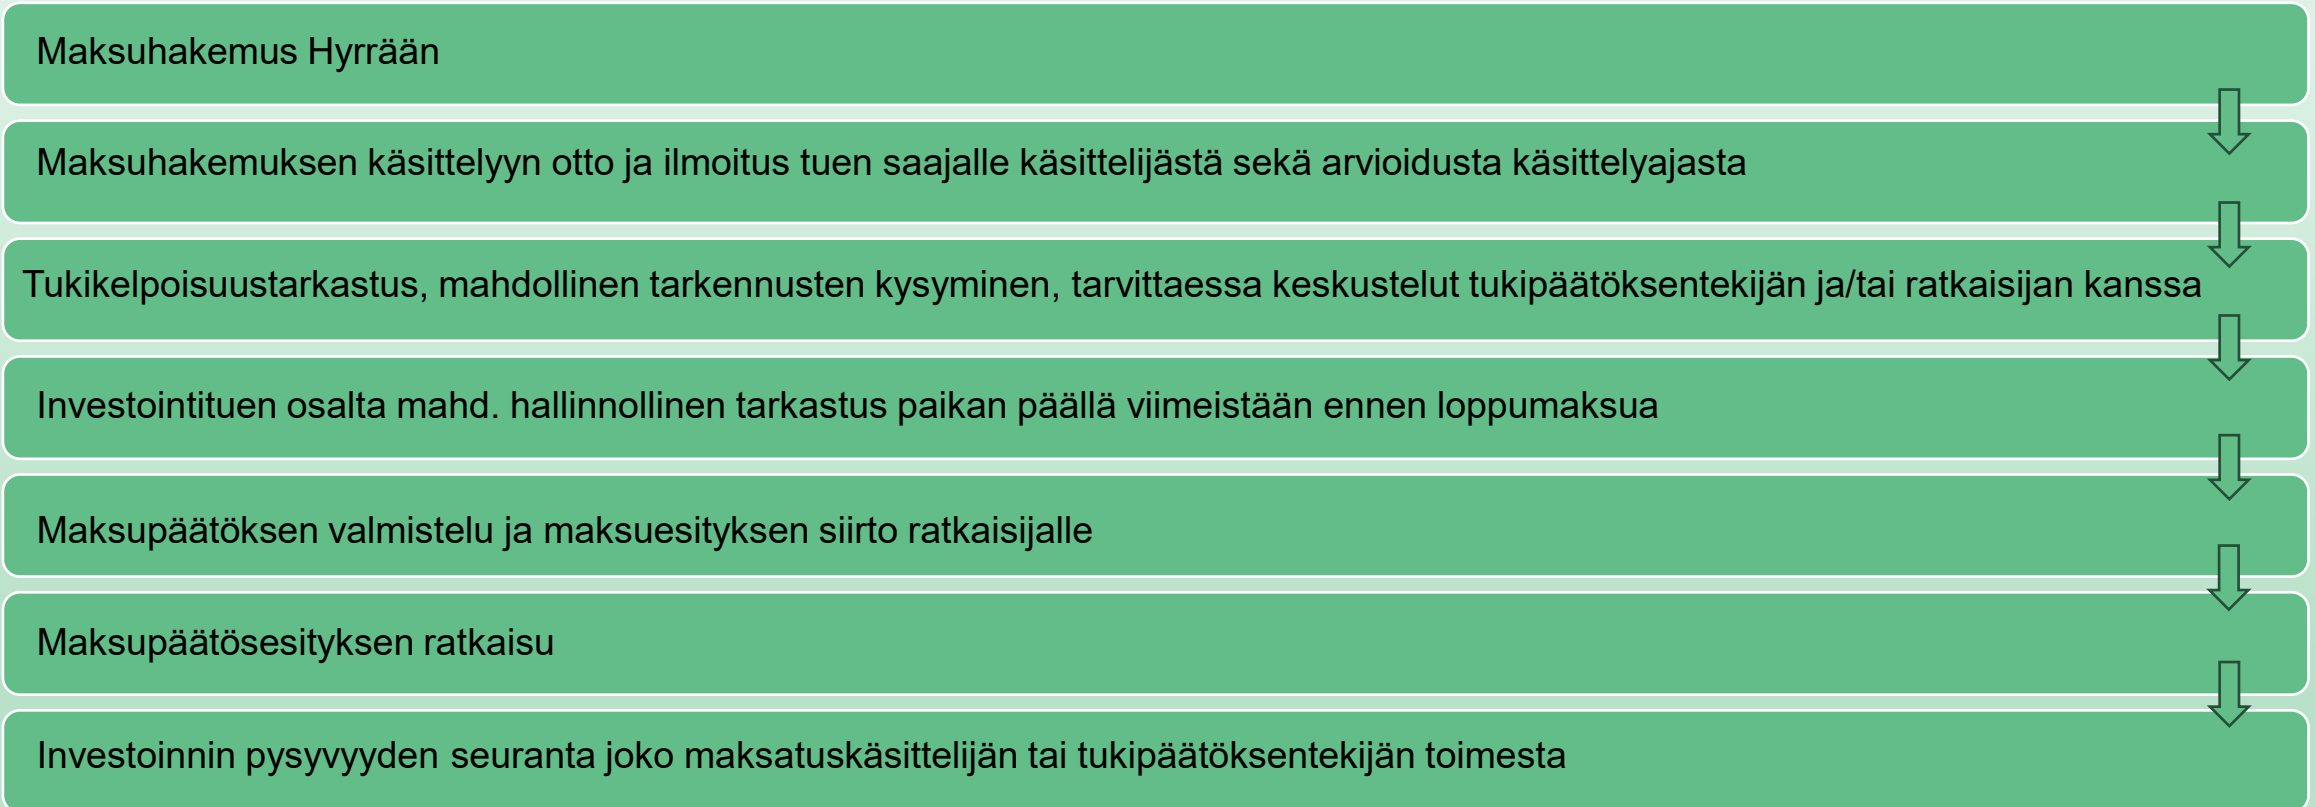 Maksuhakemus Hyrrään
Maksuhakemuksen käsittelyyn otto ja ilmoitus tuen saajalle käsittelijästä sekä arvioidusta käsittelyajasta
Tukikelpoisuustarkastus, mahdollinen tarkennusten kysyminen, tarvittaessa keskustelut tukipäätöksentekijän ja/tai ratkaisijan kanssa
Investointituen osalta mahd. hallinnollinen tarkastus paikan päällä viimeistään ennen loppumaksua
Maksupäätöksen valmistelu ja maksuesityksen siirto ratkaisijalle
Maksupäätösesityksen ratkaisu
Investoinnin pysyvyyden seuranta joko maksatuskäsittelijän tai tukipäätöksentekijän toimesta